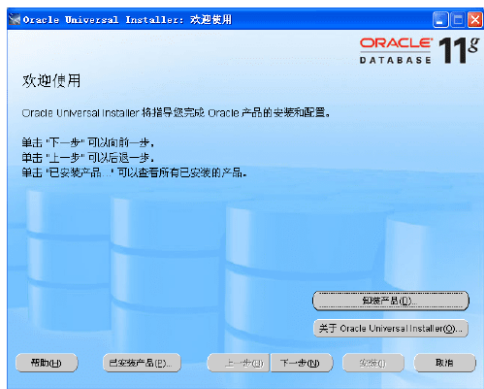 Oracle Universal Installer: 欢迎使用
ORACLE
DATABASE 11g
欢迎使用
Oracle Universal Installer 将指导您完成 Oracle 产品的安装和配置。
单击 "下一步" 可以向前一步。
单击 "上一步" 可以后退一步。
单击 "已安装产品..." 可以查看所有已安装的产品。
卸装产品(D)...
关于 Oracle Universal Installer(O)...
帮助(H)
已安装产品(P)...
上一步(B)
下一步(N)
安装(I)
取消